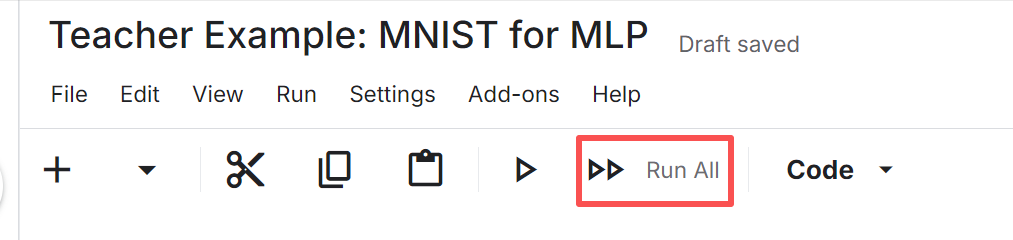 Teacher Example: MNIST for MLP Draft saved
File Edit View Run Settings Add-ons Help
Run All Code